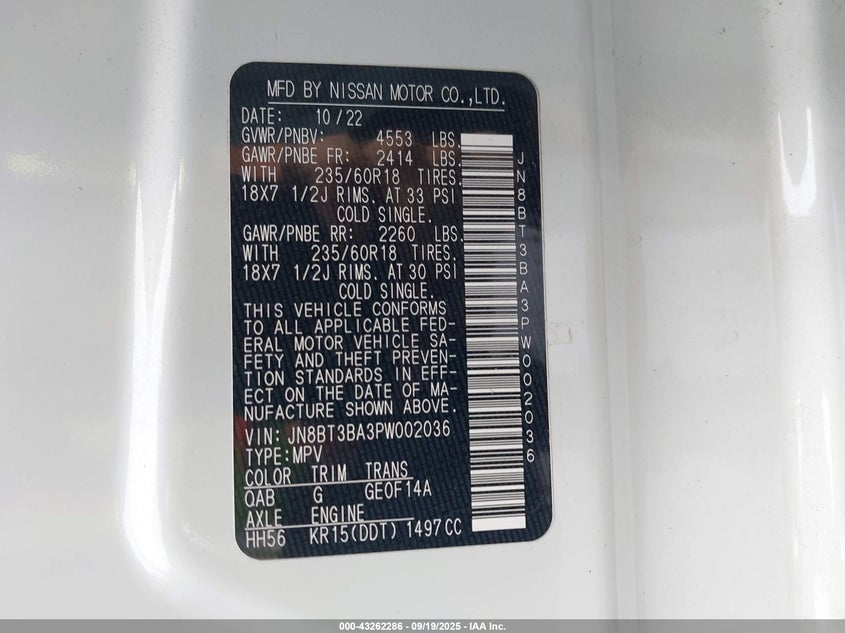 MFD BY NISSAN MOTOR CO.,LTD.
DATE: 10/22
GVWR/PNBV: 4553 LBS.
GAWR/PNBE FR: 2414 LBS.
WITH 235/60R18 TIRES.
18X7 1/2J RIMS. AT 33 PSI
COLD SINGLE.
GAWR/PNBE RR: 2260 LBS.
WITH 235/60R18 TIRES.
18X7 1/2J RIMS. AT 30 PSI
COLD SINGLE.
THIS VEHICLE CONFORMS
TO ALL APPLICABLE FED-
ERAL MOTOR VEHICLE SA-
FETY AND THEFT PREVEN-
TION STANDARDS IN EFF-
ECT ON THE DATE OF MA-
NUFACTURE SHOWN ABOVE.
VIN: JN8BT3BA3PW002036
TYPE:MPV
COLOR TRIM TRANS
QAB G GE0F14A
AXLE ENGINE
HH56 KR15(DDT) 1497CC
JN8BT3BA3PW002036
000-43262286 - 09/19/2025 - IAA Inc.